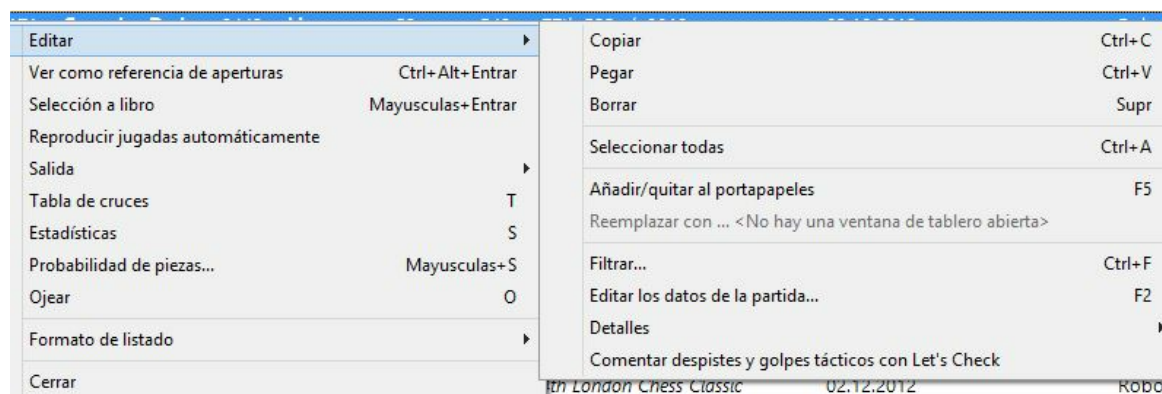 Editar
Ver como referencia de aperturas Ctrl+Alt+Entrar
Selección a libro Mayusculas+Entrar
Reproducir jugadas automáticamente
Salida
Tabla de cruces T
Estadísticas S
Probabilidad de piezas... Mayusculas+S
Ojear O
Formato de listado
Cerrar
Copiar Ctrl+C
Pegar Ctrl+V
Borrar Supr
Seleccionar todas Ctrl+A
Añadir/quitar al portapapeles F5
Reemplazar con ... <No hay una ventana de tablero abierta>
Filtrar... Ctrl+F
Editar los datos de la partida... F2
Detalles
Comentar despistes y golpes tácticos con Let's Check
4th London Chess Classic 02.12.2012